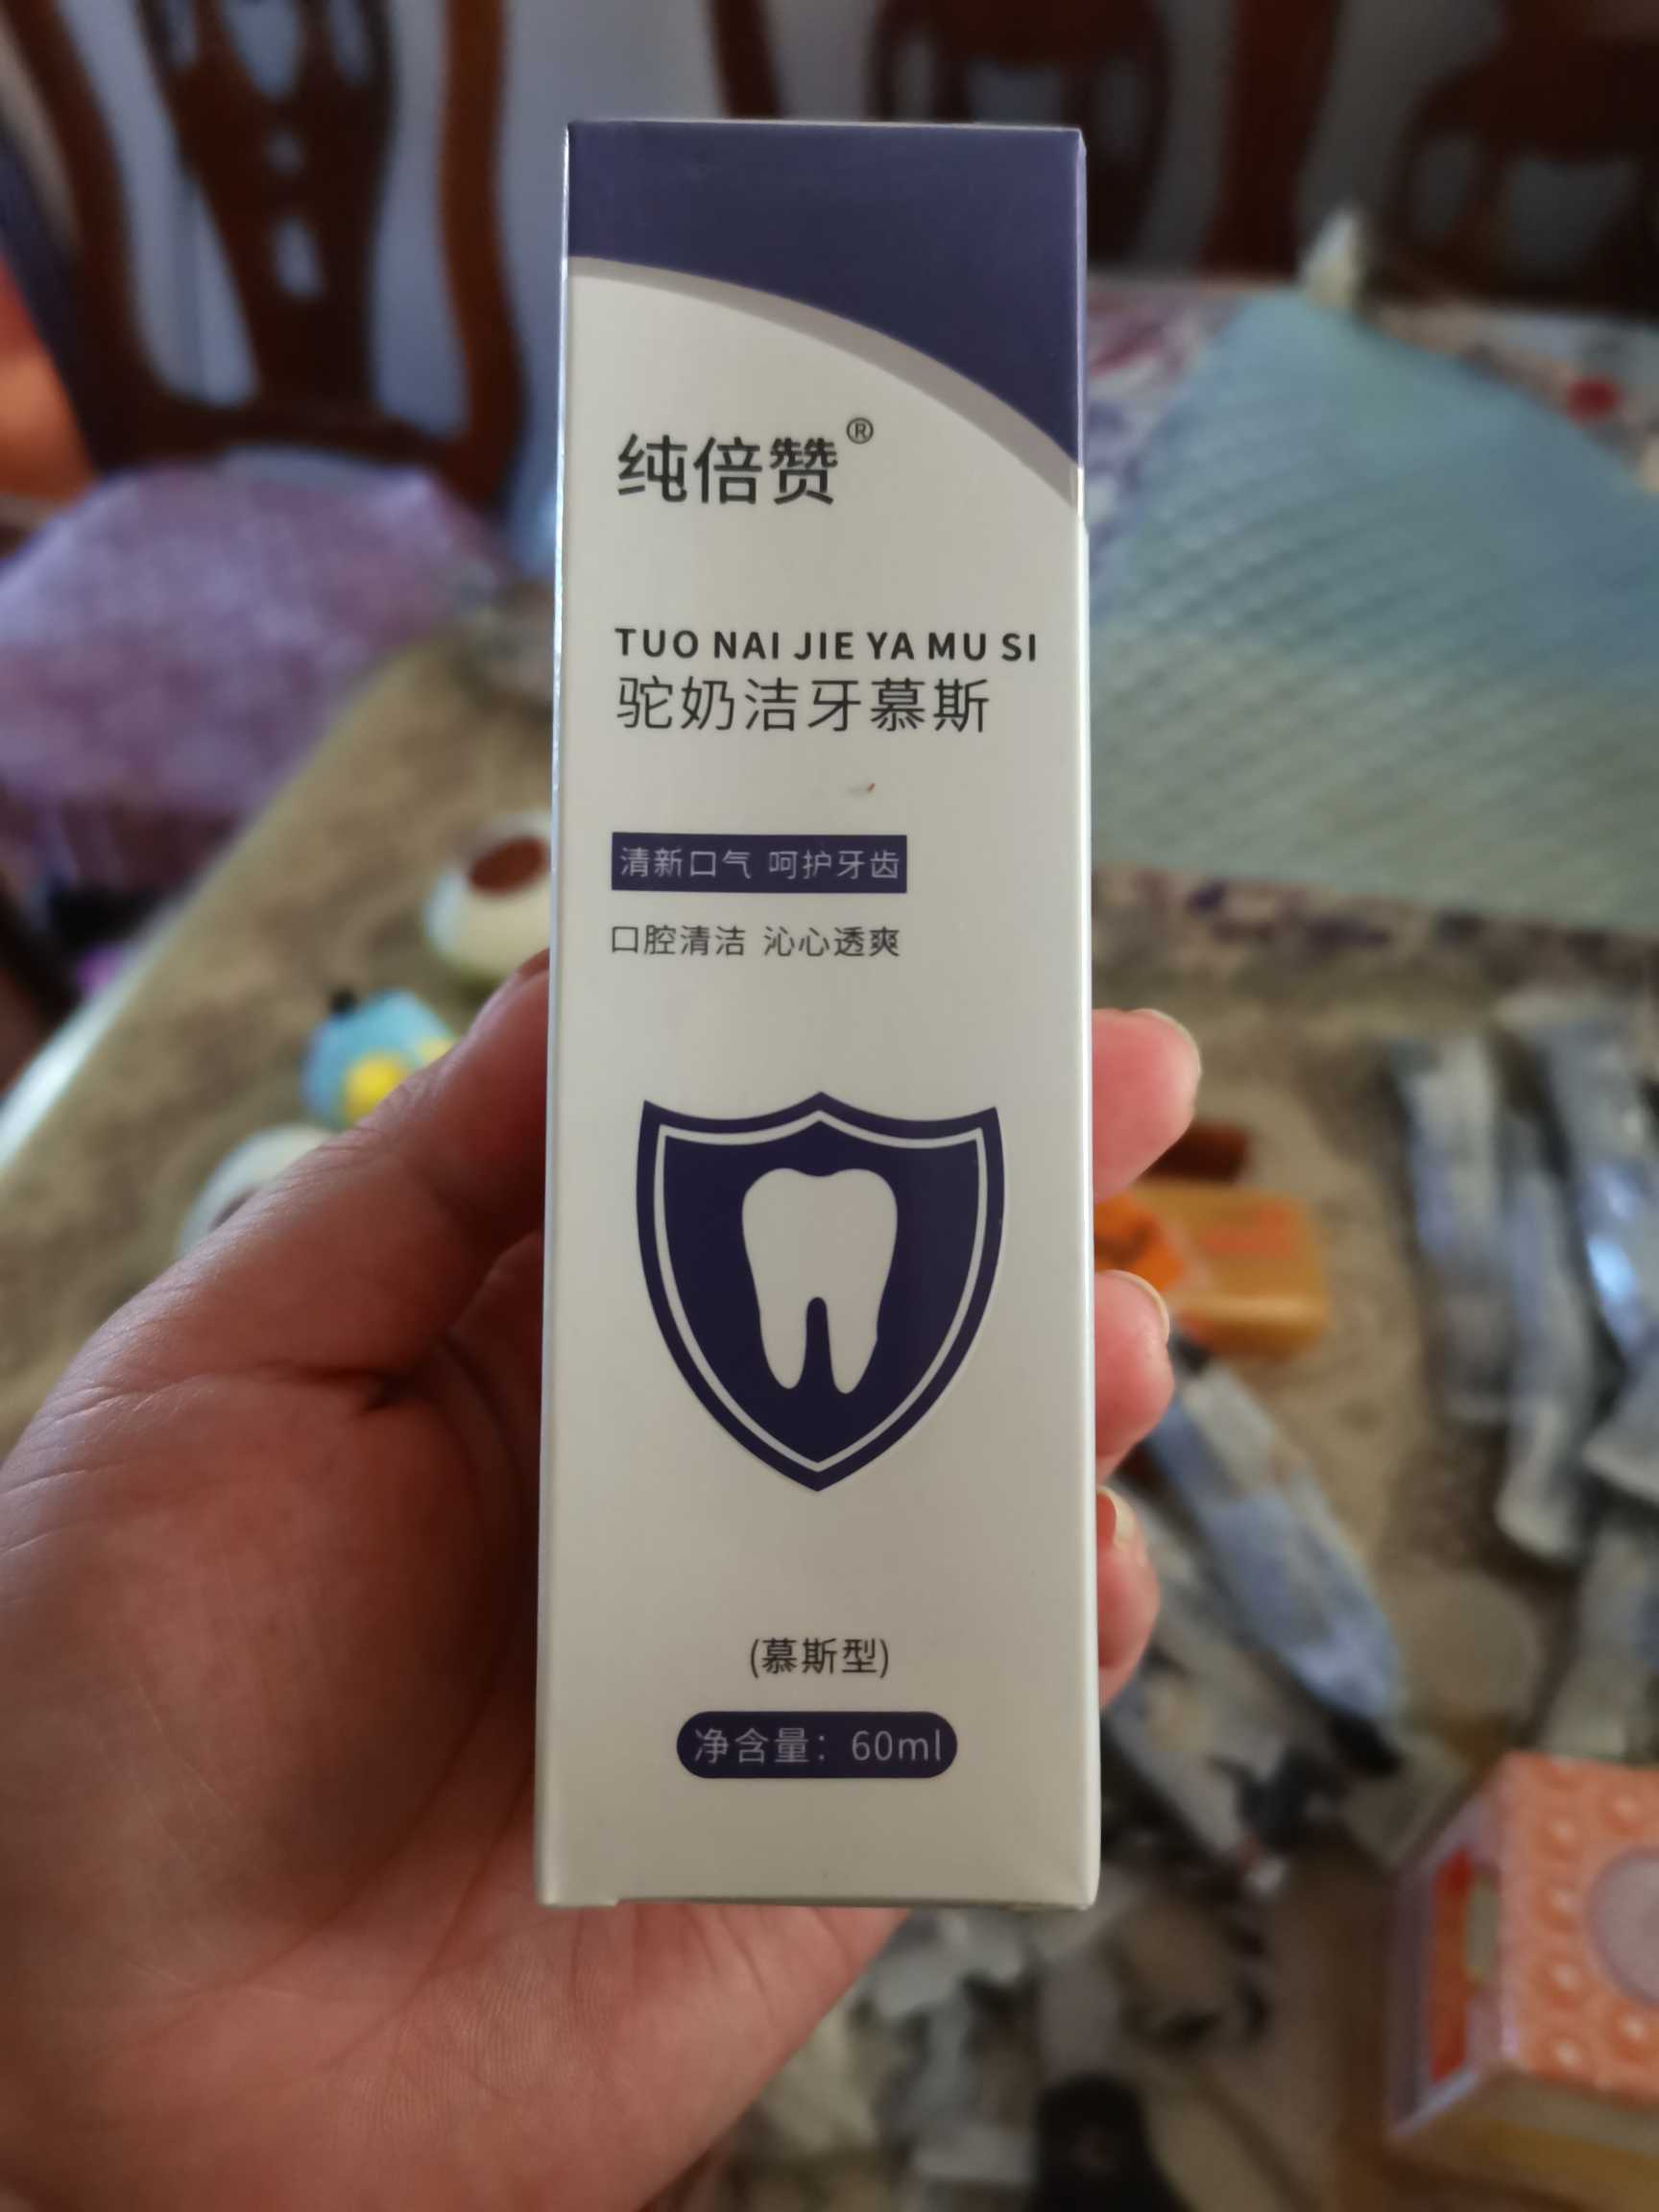 纯倍赞®
TUO NAI JIE YA MU SI
驼奶洁牙慕斯
清新口气 呵护牙齿
口腔清洁 沁心透爽
(慕斯型)
净含量：60ml